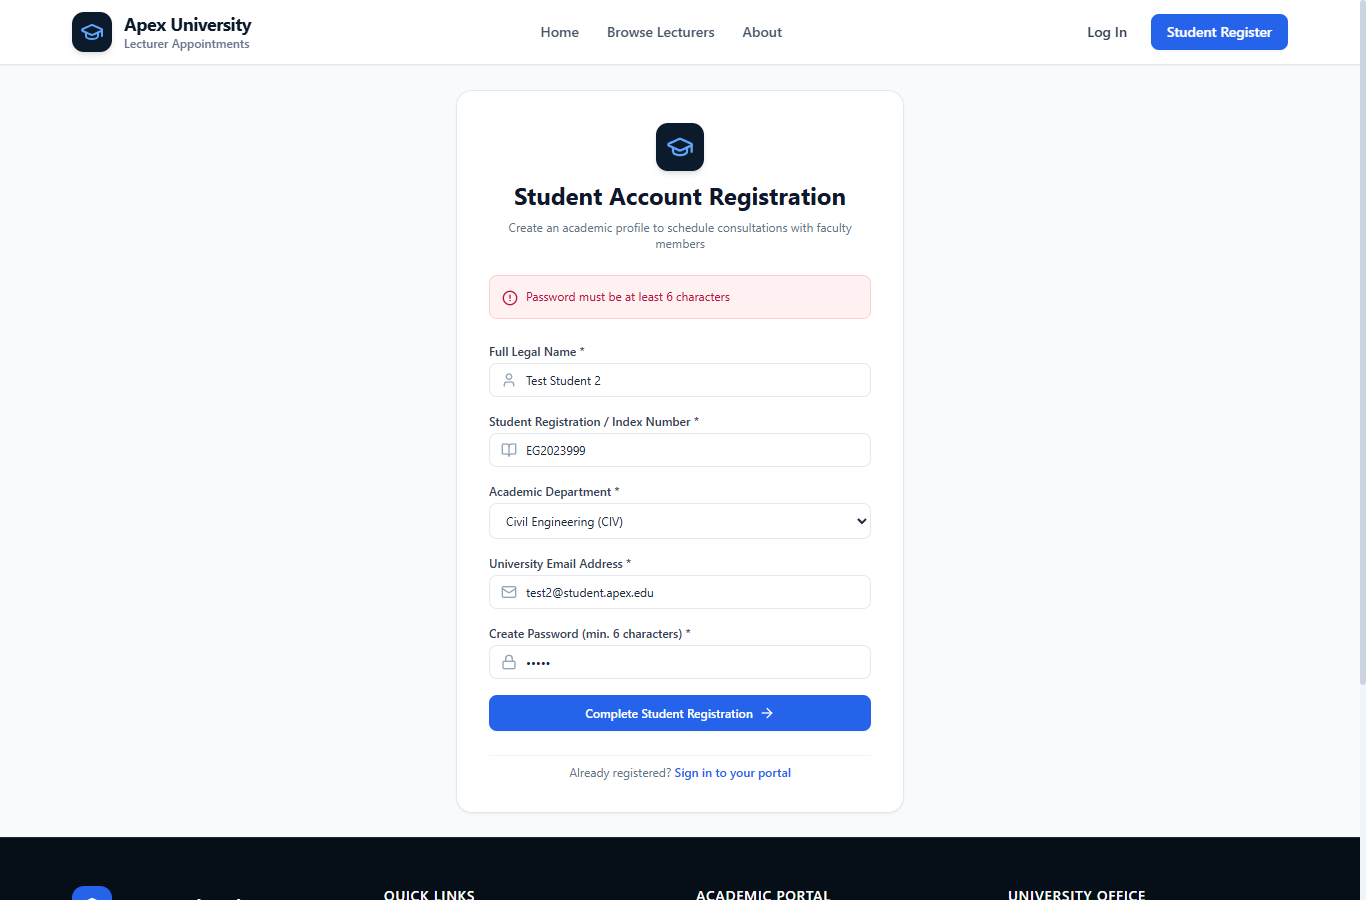 Apex University
Lecturer Appointments
Home
Browse Lecturers
About
Log In
Student Register
Student Account Registration
Create an academic profile to schedule consultations with faculty
members
Password must be at least 6 characters
Full Legal Name *
Test Student 2
Student Registration / Index Number *
EG2023999
Academic Department *
Civil Engineering (CIV)
University Email Address *
test2@student.apex.edu
Create Password (min. 6 characters) *
•••••
Complete Student Registration →
Already registered? Sign in to your portal
QUICK LINKS
ACADEMIC PORTAL
UNIVERSITY OFFICE